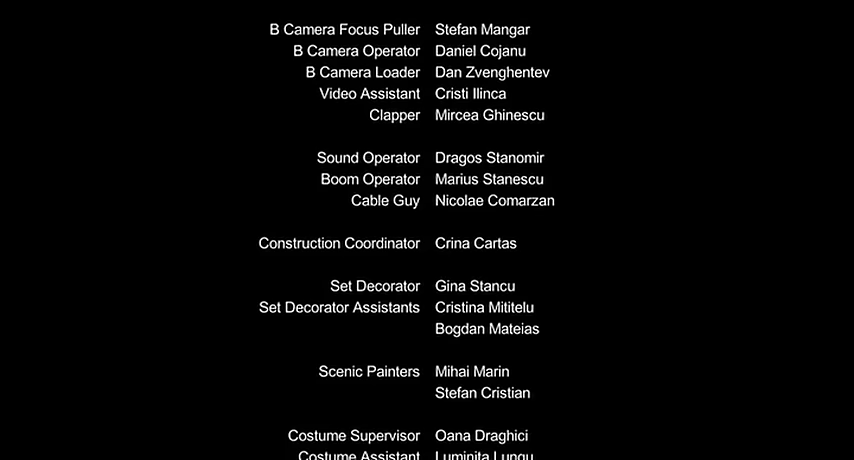 B Camera Focus Puller Stefan Mangar
B Camera Operator Daniel Cojanu
B Camera Loader Dan Zvenghentev
Video Assistant Cristi Ilinca
Clapper Mircea Ghinescu
Sound Operator Dragos Stanomir
Boom Operator Marius Stanescu
Cable Guy Nicolae Comarzan
Construction Coordinator Crina Cartas
Set Decorator Gina Stancu
Set Decorator Assistants Cristina Mititelu
Bogdan Mateias
Scenic Painters Mihai Marin
Stefan Cristian
Costume Supervisor Oana Draghici
Costume Assistant Luminita Lungu